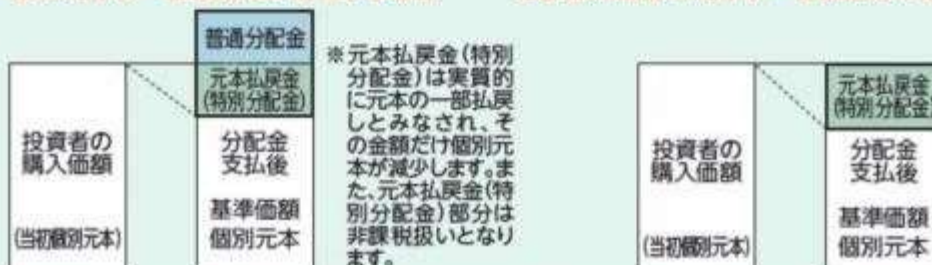 普通分配金
元本払戻金
(特別分配金)
投資者の
購入価額
(当初個別元本)
分配金
支払後
基準価額
個別元本
※元本払戻金(特別
分配金)は実質的
に元本の一部払戻
しとみなされ、そ
の金額だけ個別元
本が減少します。ま
た、元本払戻金(特
別分配金)部分は
非課税扱いとなり
ます。
投資者の
購入価額
(当初個別元本)
元本払戻金
(特別分配金)
分配金
支払後
基準価額
個別元本